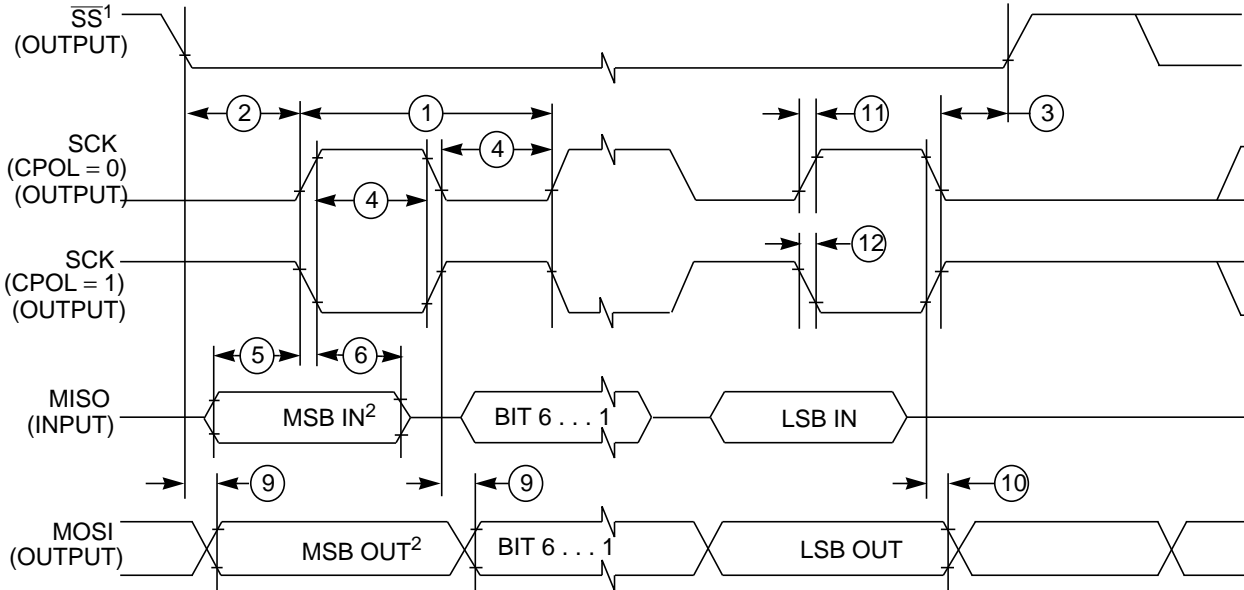 SS¹
(OUTPUT)
2
1
11
3
SCK
(CPOL = 0)
(OUTPUT)
4
4
12
SCK
(CPOL = 1)
(OUTPUT)
5
6
MISO
(INPUT)
MSB IN²
BIT 6 . . . 1
LSB IN
9
9
10
MOSI
(OUTPUT)
MSB OUT²
BIT 6 . . . 1
LSB OUT